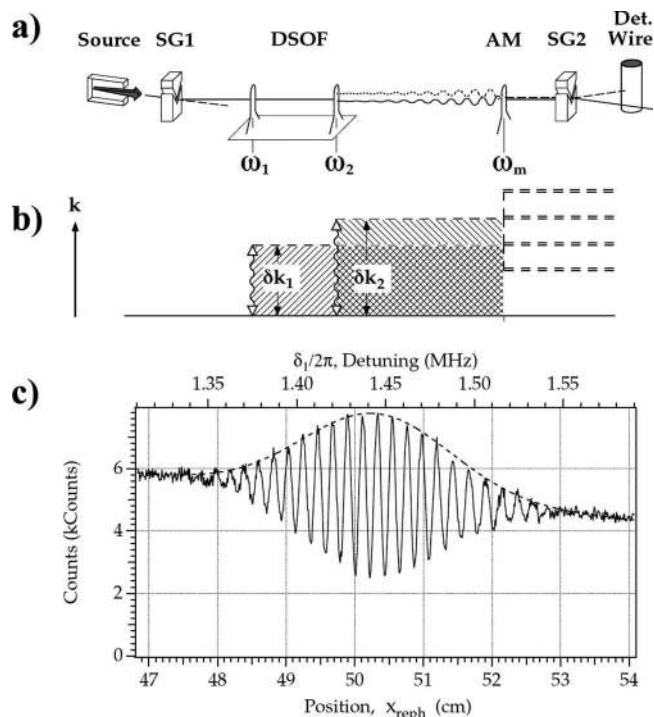 a)
Source SG1 DSOF AM SG2 Det. Wire
ω₁ ω₂ ωₘ
b)
k
δk₁ δk₂
δ₁/2π, Detuning (MHz)
1.35 1.40 1.45 1.50 1.55
c)
Counts (kCounts)
6
4
2
0
47 48 49 50 51 52 53 54
Position, x_reph (cm)